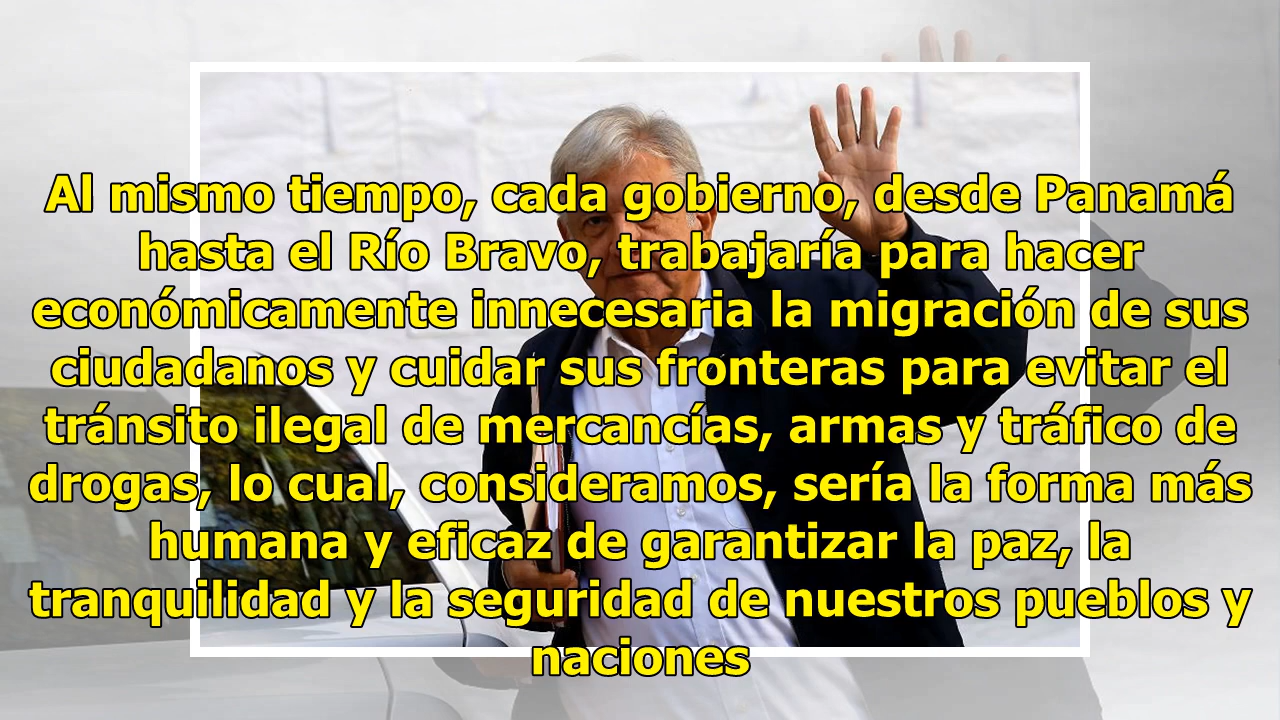 Al mismo tiempo, cada gobierno, desde Panamá
hasta el Río Bravo, trabajaría para hacer
económicamente innecesaria la migración de sus
ciudadanos y cuidar sus fronteras para evitar el
tránsito ilegal de mercancías, armas y tráfico de
drogas, lo cual, consideramos, sería la forma más
humana y eficaz de garantizar la paz, la
tranquilidad y la seguridad de nuestros pueblos y
naciones